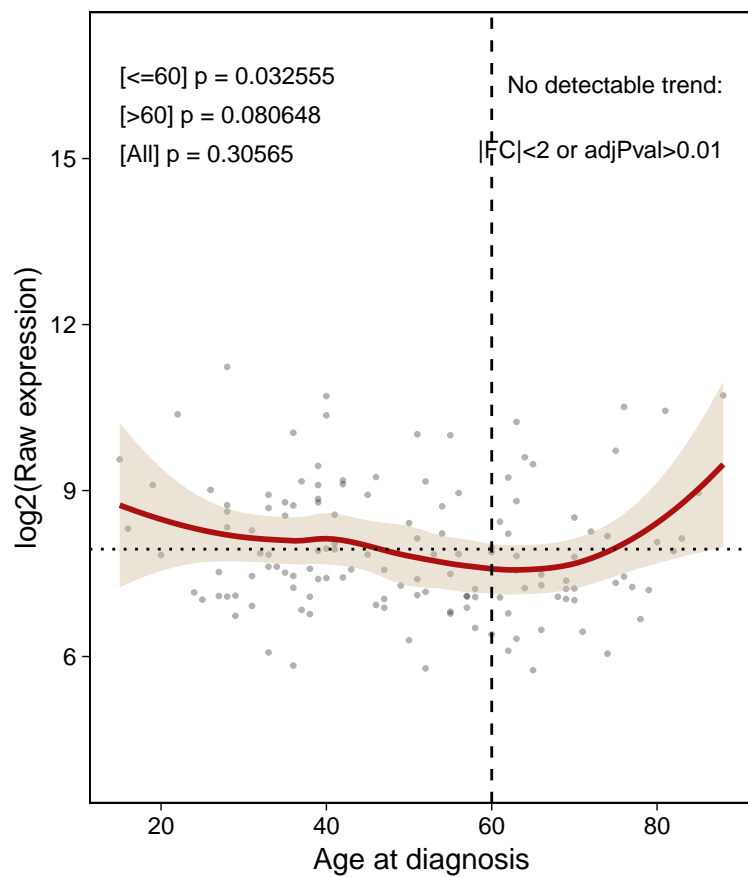 [<=60] p = 0.032555
[>60] p = 0.080648
[All] p = 0.30565
No detectable trend:
|FC|<2 or adjPval>0.01
log2(Raw expression)
15
12
9
6
20
40
60
80
Age at diagnosis